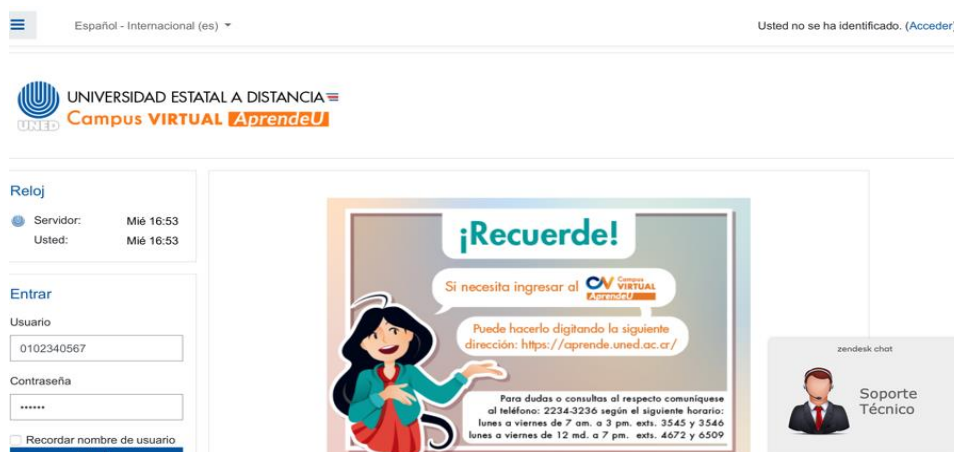 Español - Internacional (es)
Usted no se ha identificado. (Acceder)
UNED
UNIVERSIDAD ESTATAL A DISTANCIA
Campus VIRTUAL AprendeU
Reloj
Servidor: Mié 16:53
Usted: Mié 16:53
Entrar
Usuario
0102340567
Contraseña
••••••
Recordar nombre de usuario
¡Recuerde!
Si necesita ingresar al CV Campus VIRTUAL AprendeU
Puede hacerlo digitando la siguiente
dirección: https://aprende.uned.ac.cr/
Para dudas o consultas al respecto comuníquese
al teléfono: 2234-3236 según el siguiente horario:
lunes a viernes de 7 am. a 3 pm. exts. 3545 y 3546
lunes a viernes de 12 md. a 7 pm. exts. 4672 y 6509
zendesk chat
Soporte
Técnico